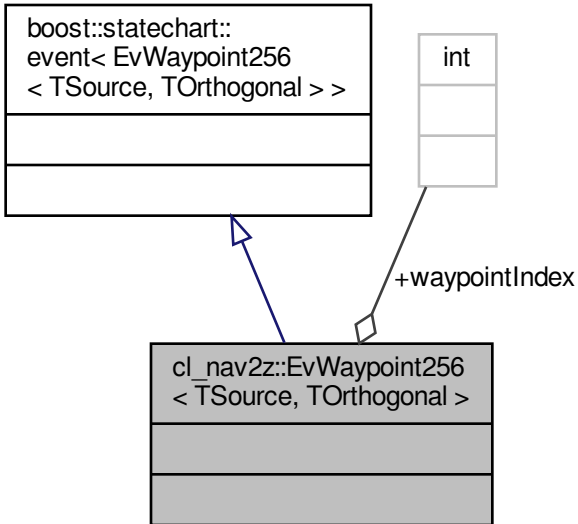 boost::statechart::
event< EvWaypoint256
< TSource, TOrthogonal > >
int
+waypointIndex
cl_nav2z::EvWaypoint256
< TSource, TOrthogonal >